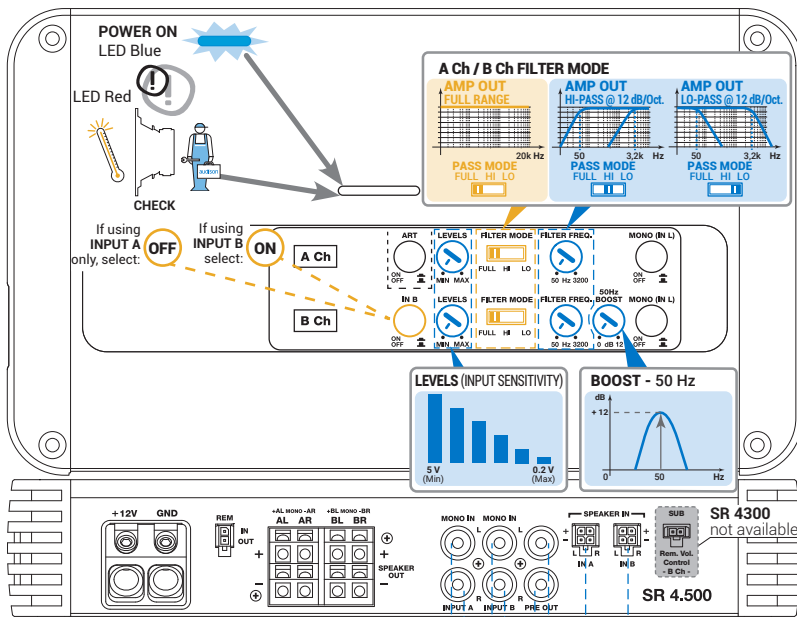 POWER ON
LED Blue
LED Red
audison
CHECK
A Ch / B Ch FILTER MODE
AMP OUT
FULL RANGE
20k Hz
PASS MODE
FULL HI LO
AMP OUT
HI-PASS @ 12 dB/Oct.
50 3,2k Hz
PASS MODE
FULL HI LO
AMP OUT
LO-PASS @ 12 dB/Oct.
50 3,2k Hz
PASS MODE
FULL HI LO
If using
INPUT A
only, select:
OFF
If using
INPUT B
select:
ON
A Ch
ART
ON
OFF
LEVELS
MIN MAX
FILTER MODE
FULL HI LO
FILTER FREQ.
50 Hz 3200
MONO (IN L)
ON
OFF
B Ch
IN B
ON
OFF
LEVELS
MIN MAX
FILTER MODE
FULL HI LO
FILTER FREQ.
50 Hz 3200
50Hz
BOOST
0 dB 12
MONO (IN L)
ON
OFF
LEVELS (INPUT SENSITIVITY)
5 V
(Min)
0.2 V
(Max)
BOOST - 50 Hz
dB
+ 12
0 50 Hz
+12V GND
REM
IN
OUT
+AL MONO -AR
AL AR
+BL MONO -BR
BL BR
+
−
+
−
SPEAKER
OUT
MONO IN MONO IN
L L
R R
INPUT A INPUT B PRE OUT
SPEAKER IN
+ +
− −
L R L R
IN A IN B
SUB
Rem. Vol.
Control
- B Ch -
SR 4300
not available
SR 4.500